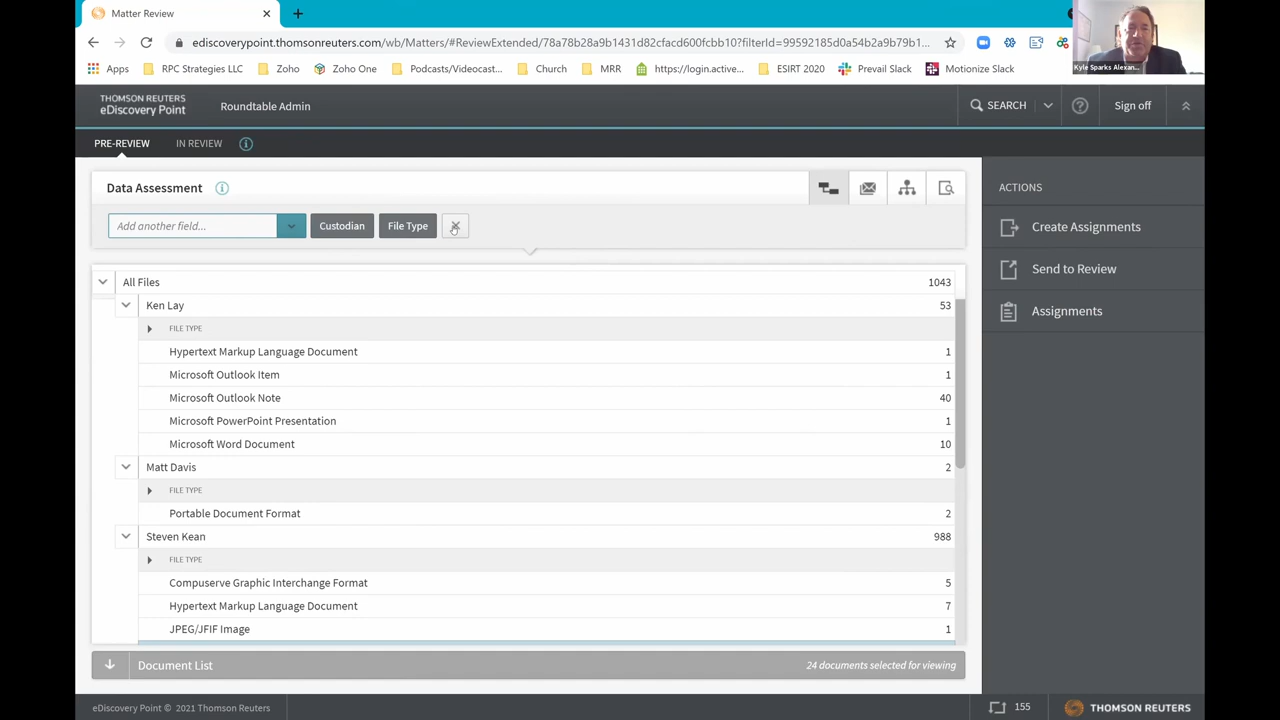 Matter Review
ediscoverypoint.thomsonreuters.com/wb/Matters/#ReviewExtended/78a78b28a9b1431d82cfacd600fcbb10?filterId=99592185d0a54b2a9b79b1...
Apps RPC Strategies LLC Zoho Zoho One Podcasts/Videocast... Church MRR https://login.active... ESIRT 2020 Prevail Slack Motionize Slack
Kyle Sparks Alexan...
THOMSON REUTERS
eDiscovery Point
Roundtable Admin
SEARCH
Sign off
PRE-REVIEW IN REVIEW
Data Assessment
Add another field...
Custodian
File Type
All Files 1043
Ken Lay 53
FILE TYPE
Hypertext Markup Language Document 1
Microsoft Outlook Item 1
Microsoft Outlook Note 40
Microsoft PowerPoint Presentation 1
Microsoft Word Document 10
Matt Davis 2
FILE TYPE
Portable Document Format 2
Steven Kean 988
FILE TYPE
Compuserve Graphic Interchange Format 5
Hypertext Markup Language Document 7
JPEG/JFIF Image 1
Document List
24 documents selected for viewing
ACTIONS
Create Assignments
Send to Review
Assignments
eDiscovery Point © 2021 Thomson Reuters
155
THOMSON REUTERS